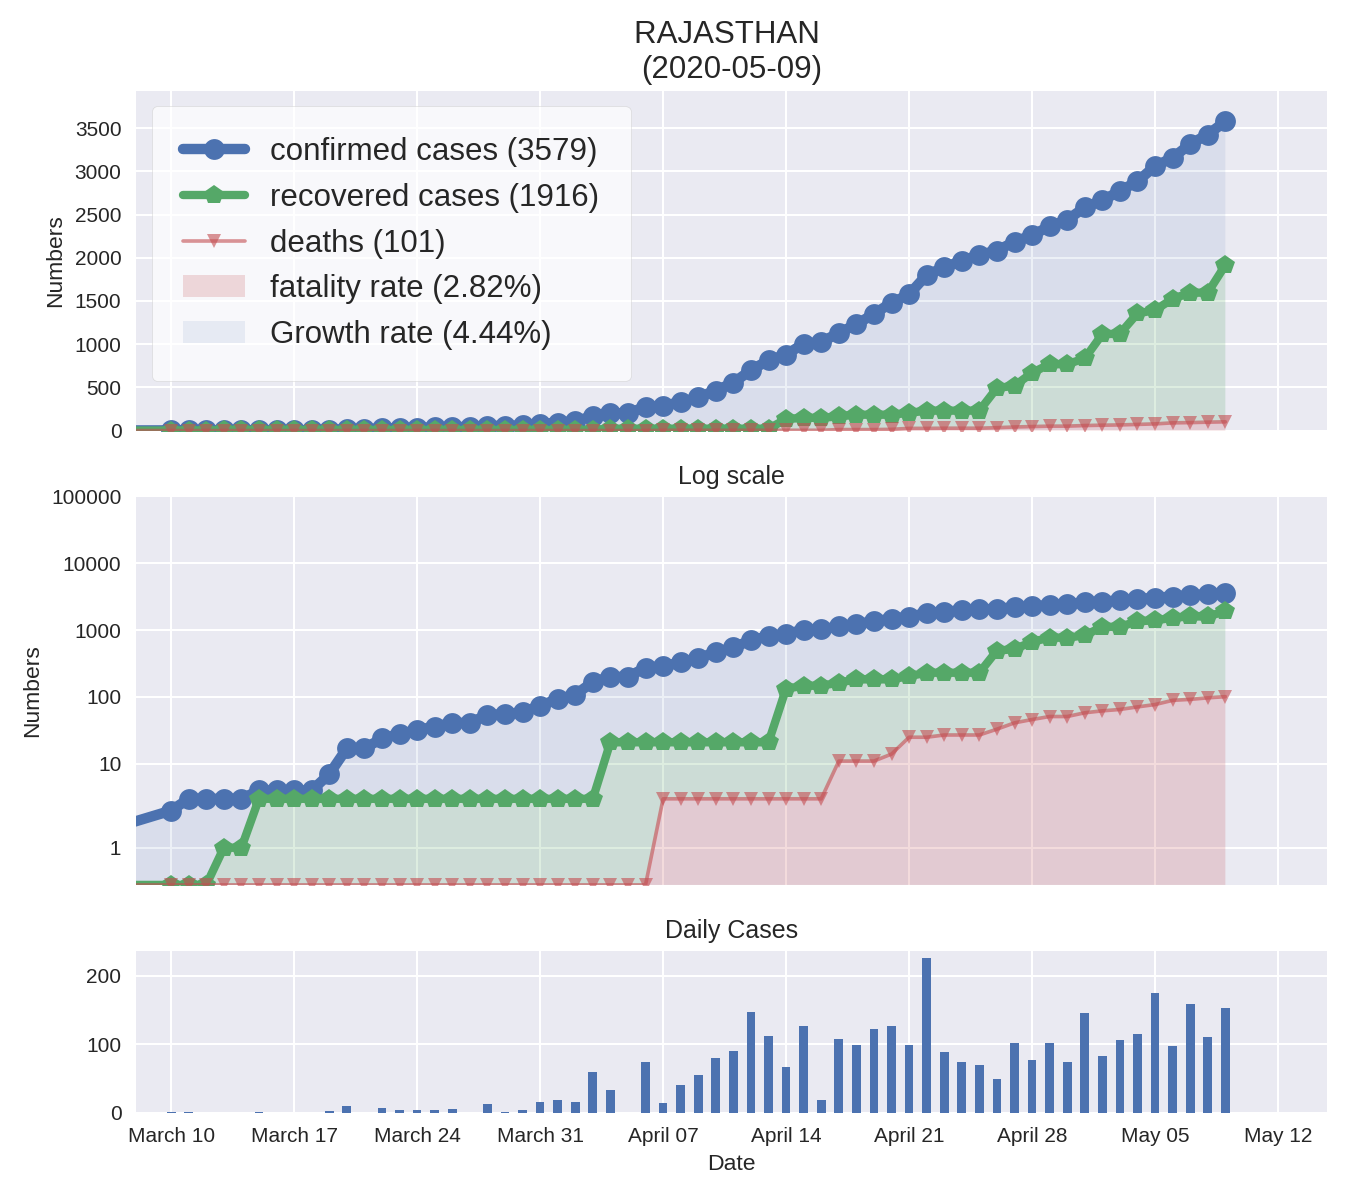 RAJASTHAN
(2020-05-09)
3500
3000
2500
2000
1500
1000
500
0
Numbers
confirmed cases (3579)
recovered cases (1916)
deaths (101)
fatality rate (2.82%)
Growth rate (4.44%)
Log scale
100000
10000
1000
100
10
1
Numbers
Daily Cases
200
100
0
March 10 March 17 March 24 March 31 April 07 April 14 April 21 April 28 May 05 May 12
Date